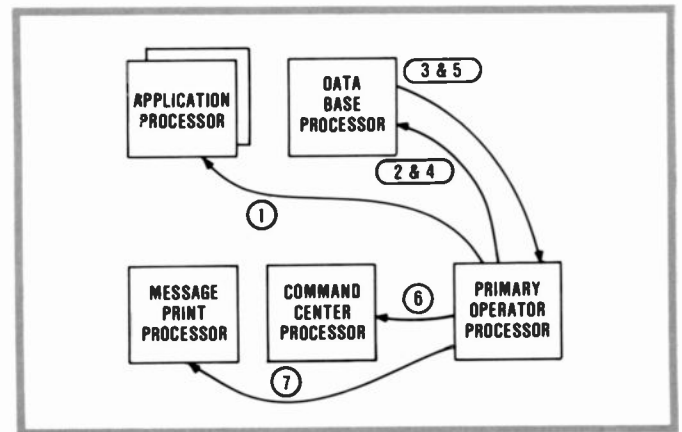 APPLICATION
PROCESSOR
DATA
BASE
PROCESSOR
3 & 5
2 & 4
1
MESSAGE
PRINT
PROCESSOR
COMMAND
CENTER
PROCESSOR
6
PRIMARY
OPERATOR
PROCESSOR
7